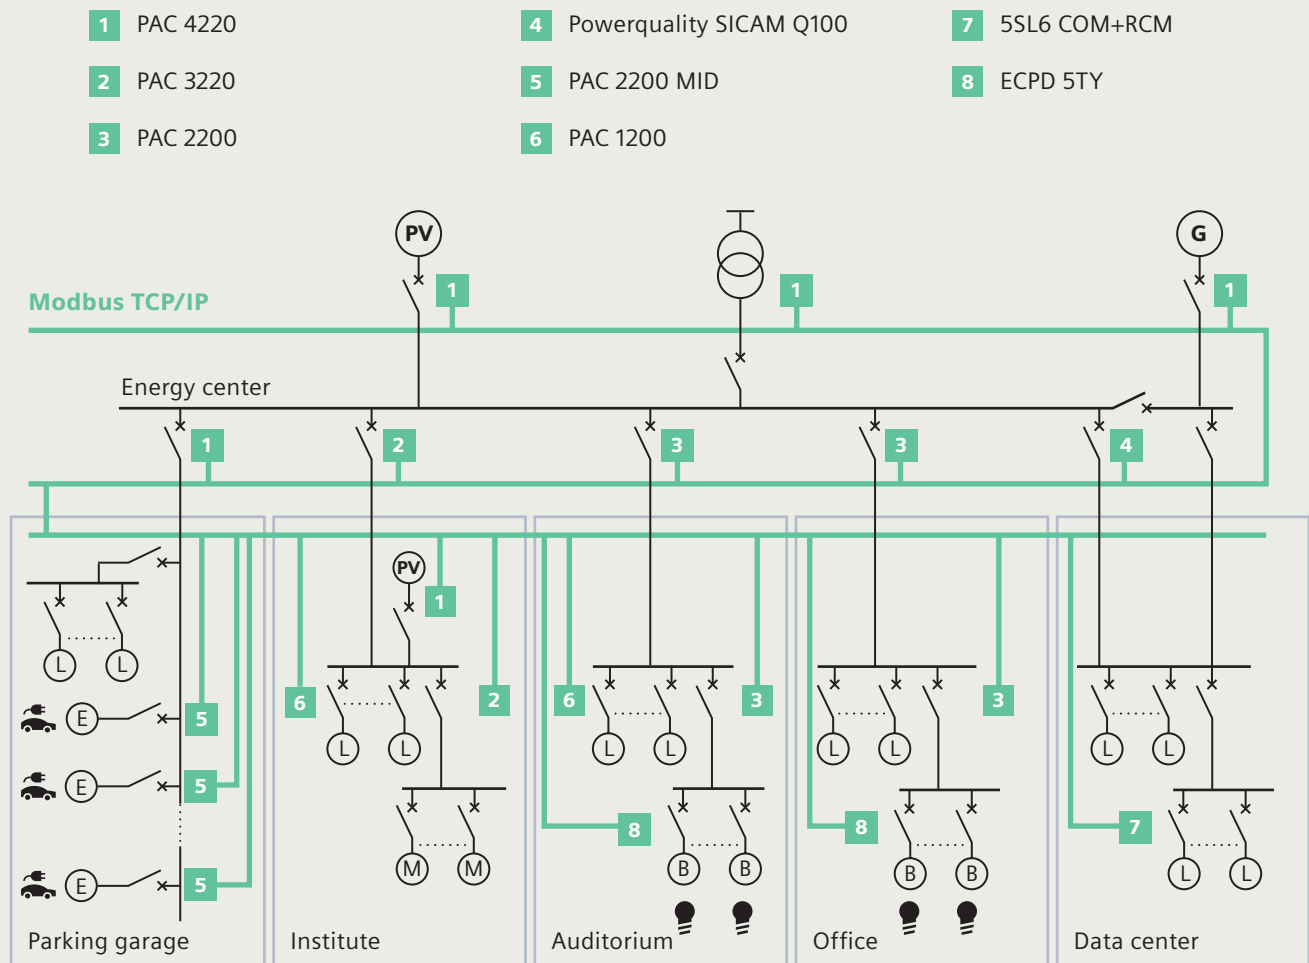 1 PAC 4220
4 Powerquality SICAM Q100
7 5SL6 COM+RCM
2 PAC 3220
5 PAC 2200 MID
8 ECPD 5TY
3 PAC 2200
6 PAC 1200
PV
G
1
1
1
Modbus TCP/IP
Energy center
1
2
3
3
4
PV
1
L
L
6
2
6
3
3
E
5
L
L
L
L
L
L
L
L
E
5
8
8
7
M
M
B
B
B
B
L
L
E
5
Parking garage
Institute
Auditorium
Office
Data center